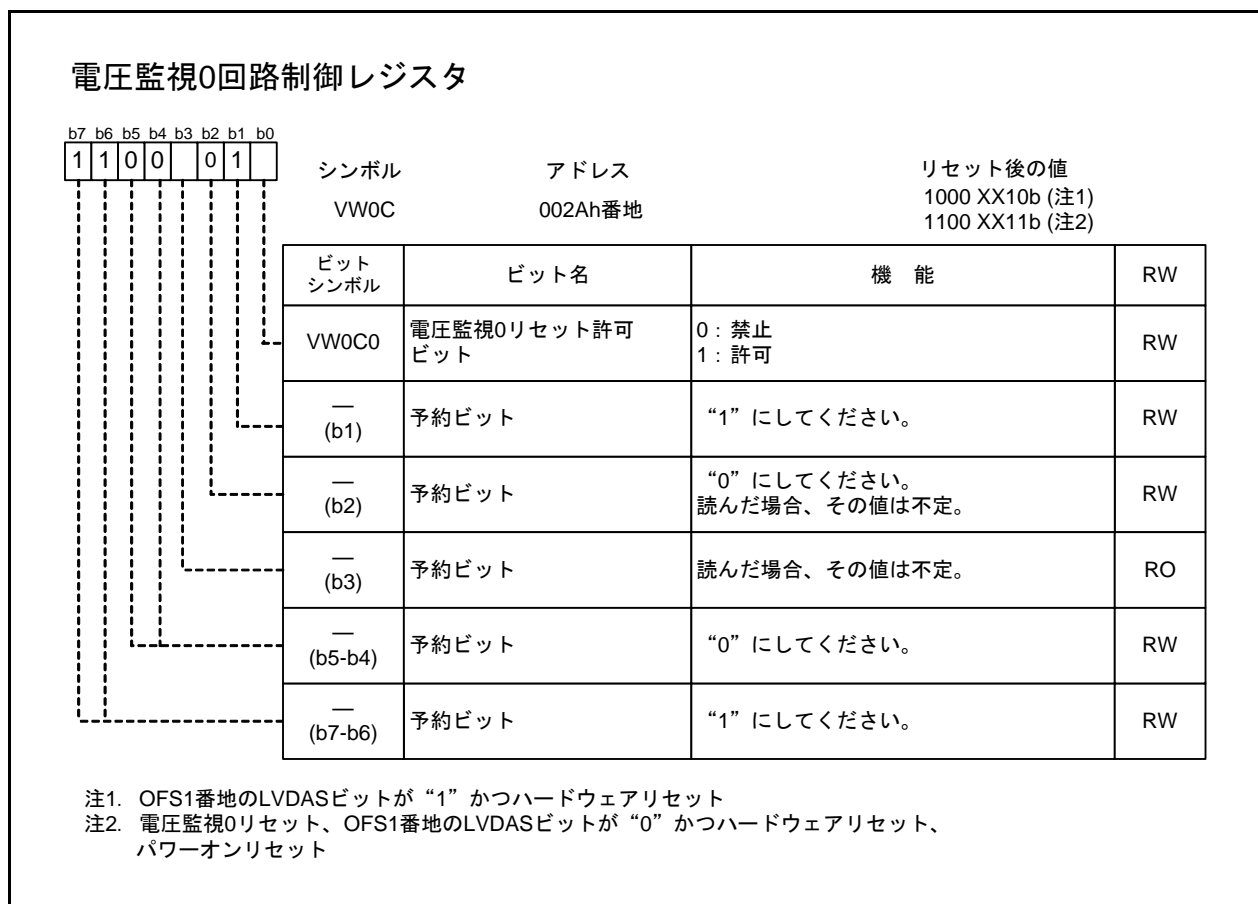 電圧監視0回路制御レジスタ
b7 b6 b5 b4 b3 b2 b1 b0
1 1 0 0 0 1
シンボル アドレス リセット後の値
VW0C 002Ah番地 1000 XX10b (注1)
1100 XX11b (注2)
ビット
シンボル ビット名 機 能 RW
VW0C0 電圧監視0リセット許可
ビット 0：禁止
1：許可 RW
—
(b1) 予約ビット “1”にしてください。 RW
—
(b2) 予約ビット “0”にしてください。
読んだ場合、その値は不定。 RW
—
(b3) 予約ビット 読んだ場合、その値は不定。 RO
—
(b5-b4) 予約ビット “0”にしてください。 RW
—
(b7-b6) 予約ビット “1”にしてください。 RW
注1. OFS1番地のLVDASビットが“1”かつハードウェアリセット
注2. 電圧監視0リセット、OFS1番地のLVDASビットが“0”かつハードウェアリセット、
パワーオンリセット